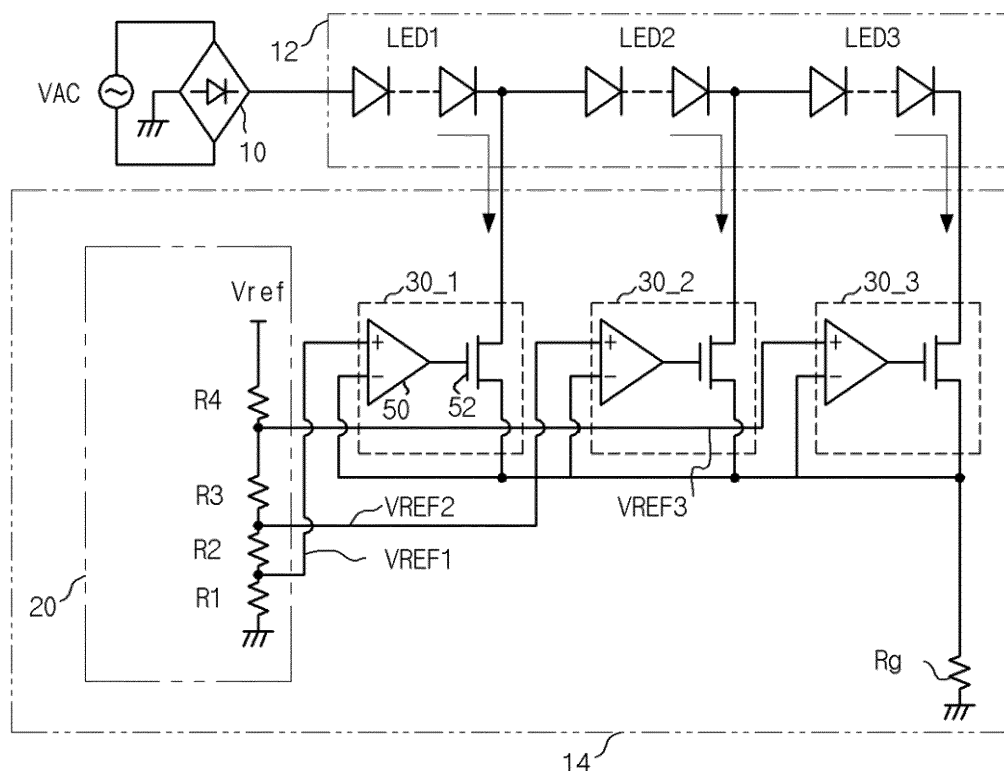 12
LED1
LED2
LED3
VAC
10
30_1
30_2
30_3
Vref
+
+
+
−
−
−
50
52
R4
R3
VREF2
VREF3
R2
VREF1
R1
20
Rg
14